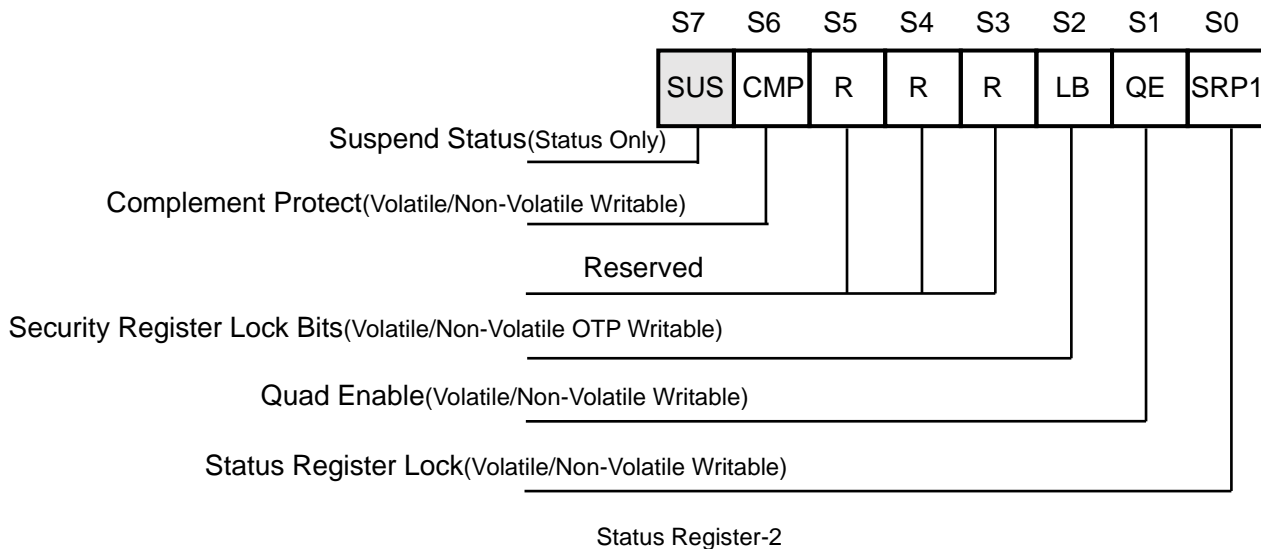 S7 S6 S5 S4 S3 S2 S1 S0
SUS CMP R R R LB QE SRP1
Suspend Status(Status Only)
Complement Protect(Volatile/Non-Volatile Writable)
Reserved
Security Register Lock Bits(Volatile/Non-Volatile OTP Writable)
Quad Enable(Volatile/Non-Volatile Writable)
Status Register Lock(Volatile/Non-Volatile Writable)
Status Register-2